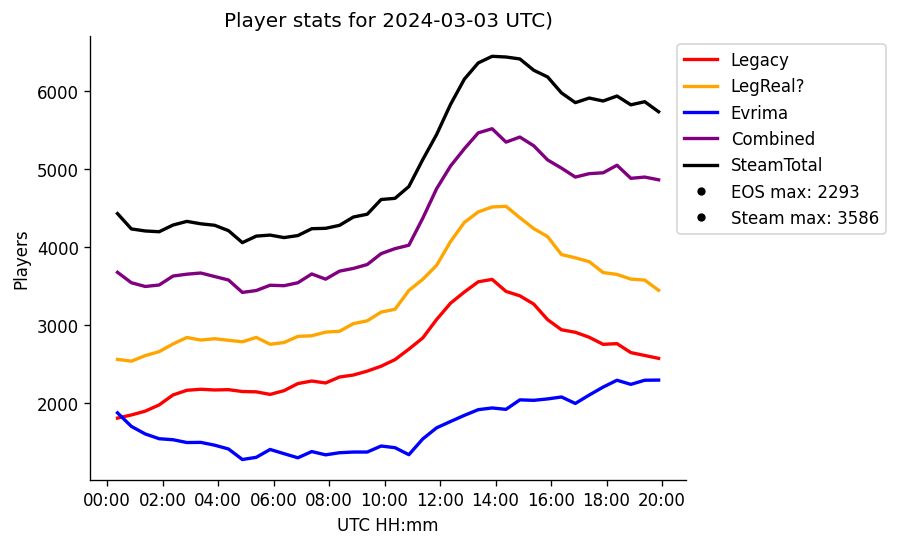 Player stats for 2024-03-03 UTC)
Legacy
LegReal?
Evrima
Combined
SteamTotal
EOS max: 2293
Steam max: 3586
Players
6000
5000
4000
3000
2000
00:00 02:00 04:00 06:00 08:00 10:00 12:00 14:00 16:00 18:00 20:00
UTC HH:mm